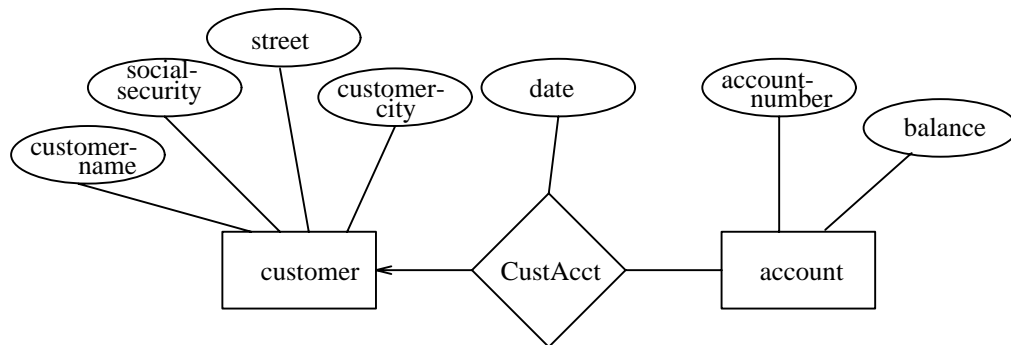 street
social-
security
customer-
city
customer-
name
date
account-
number
balance
customer
CustAcct
account